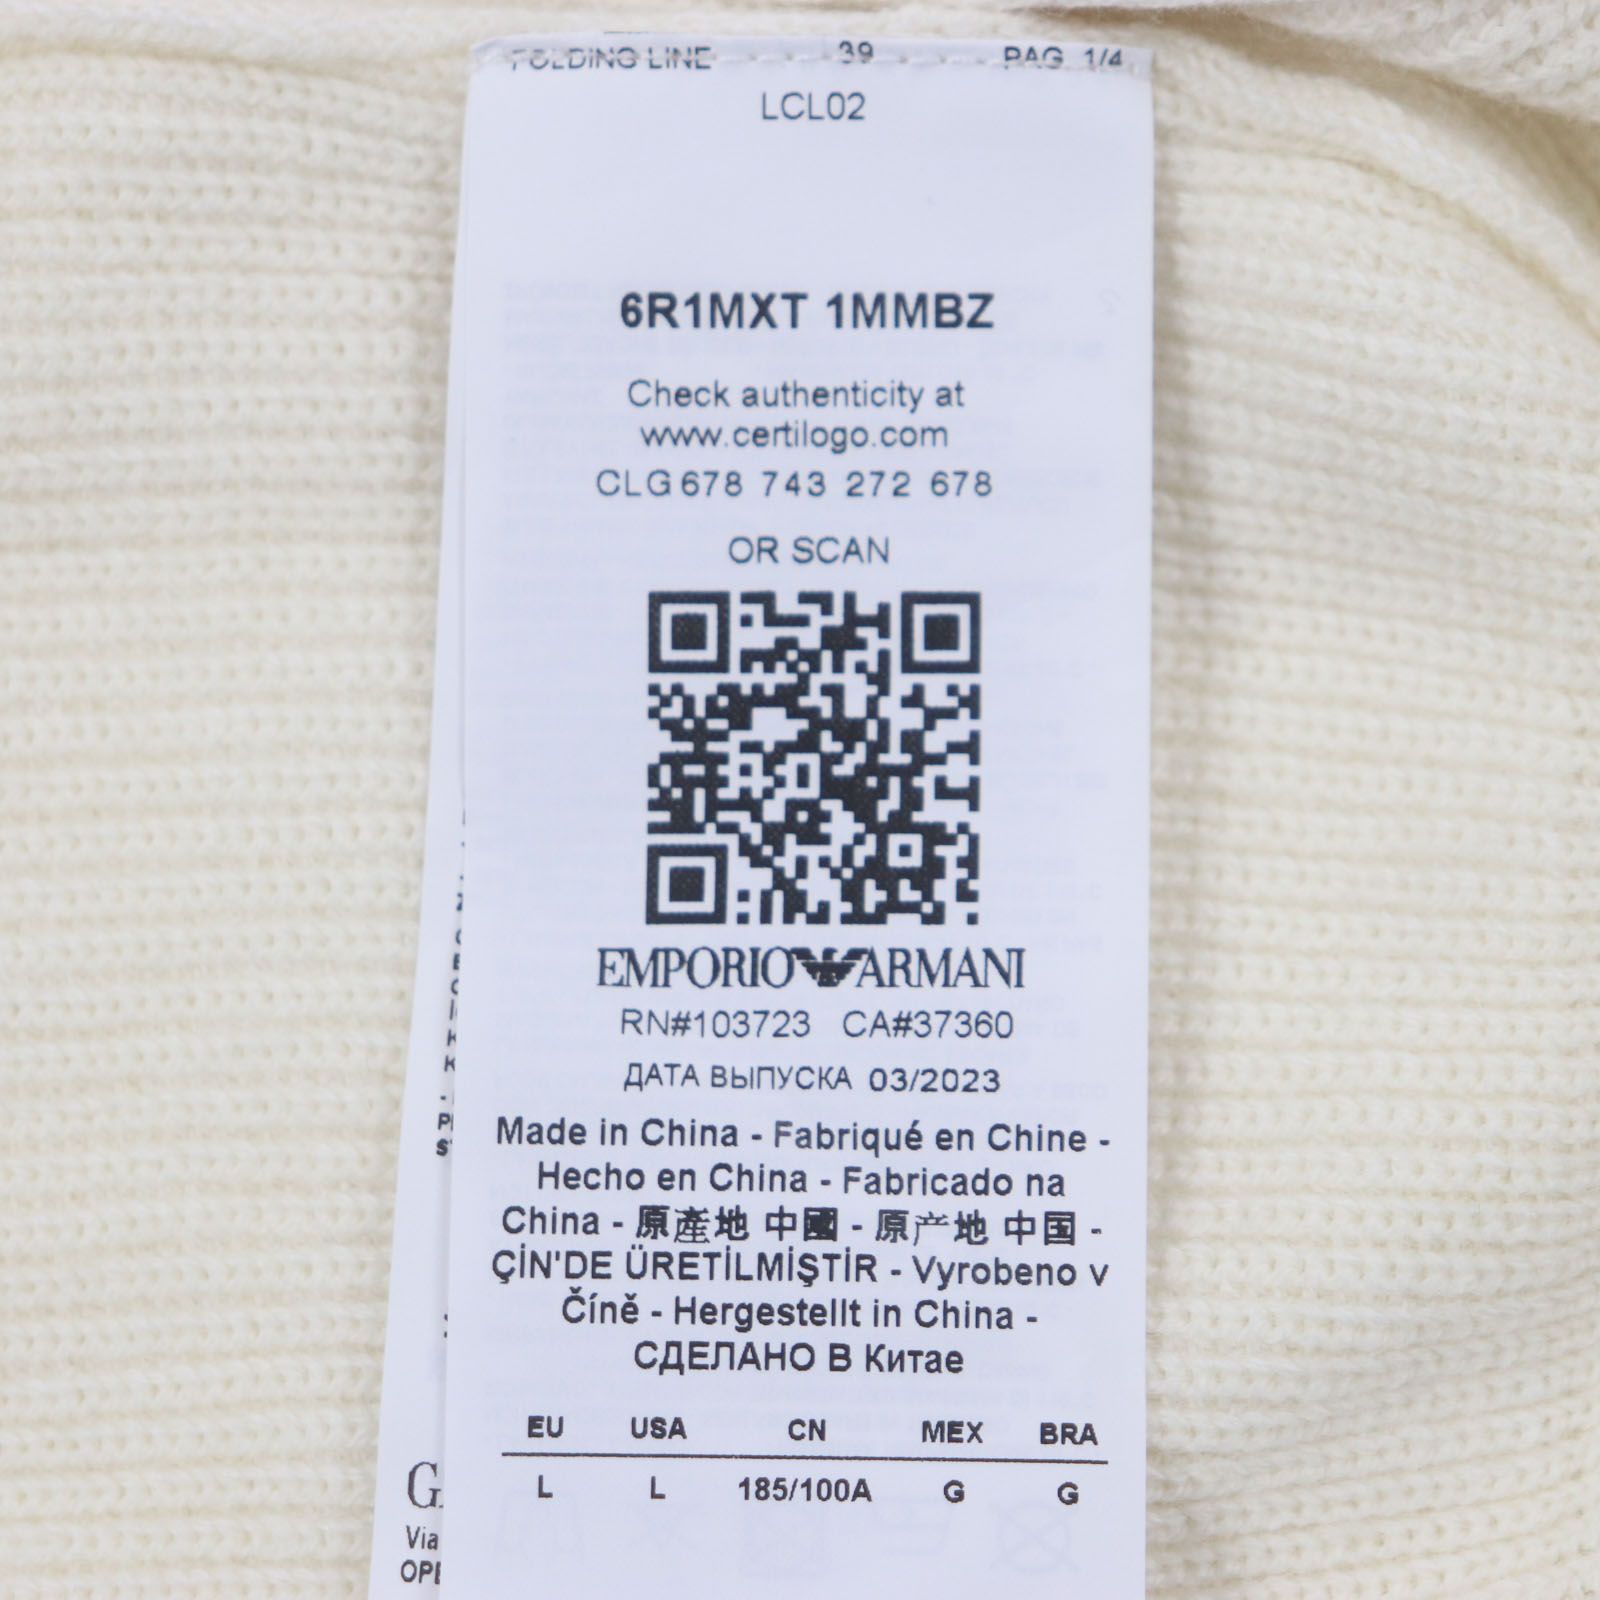 FOLDING LINE 39 PAG. 1/4
LCL02
6R1MXT 1MMBZ
Check authenticity at
www.certilogo.com
CLG 678 743 272 678
OR SCAN
EMPORIO ARMANI
RN#103723 CA#37360
ДАТА ВЫПУСКА 03/2023
Made in China - Fabriqué en Chine -
Hecho en China - Fabricado na
China - 原產地 中國 - 原产地 中国 -
ÇİN'DE ÜRETİLMİŞTİR - Vyrobeno v
Číně - Hergestellt in China -
СДЕЛАНО В Китае
EU USA CN MEX BRA
L L 185/100A G G
Via